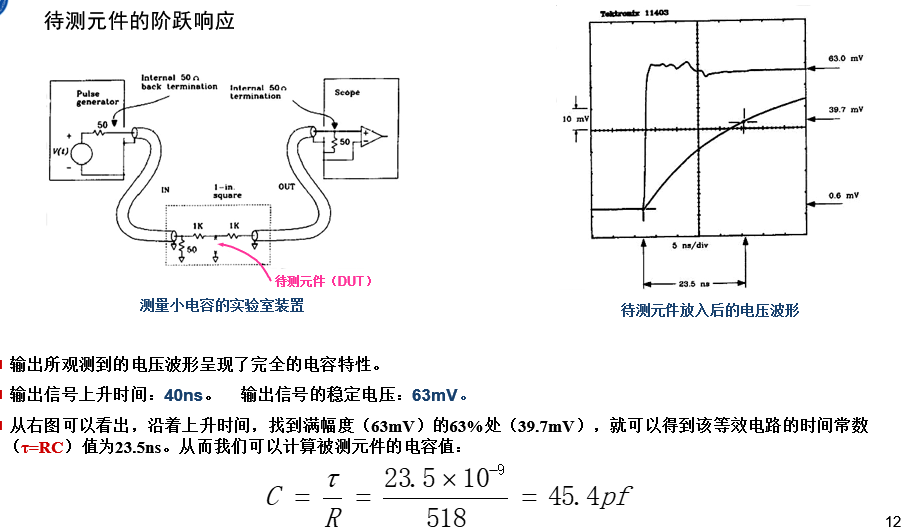 待测元件的阶跃响应
Internal 50Ω
back termination
Internal 50Ω
termination
Pulse
generator
Scope
50
50
V(t)
+
-
+
-
IN
OUT
1-in.
square
1K
1K
50
待测元件（DUT）
测量小电容的实验室装置
Tektronix 11403
63.0 mV
39.7 mV
10 mV
0.6 mV
5 ns/div
23.5 ns
待测元件放入后的电压波形
输出所观测到的电压波形呈现了完全的电容特性。
输出信号上升时间：40ns。 输出信号的稳定电压：63mV。
从右图可以看出，沿着上升时间，找到满幅度（63mV）的63%处（39.7mV），就可以得到该等效电路的时间常数
（τ=RC）值为23.5ns。从而我们可以计算被测元件的电容值：
C = τ/R = 23.5×10⁻⁹/518 = 45.4pf
12